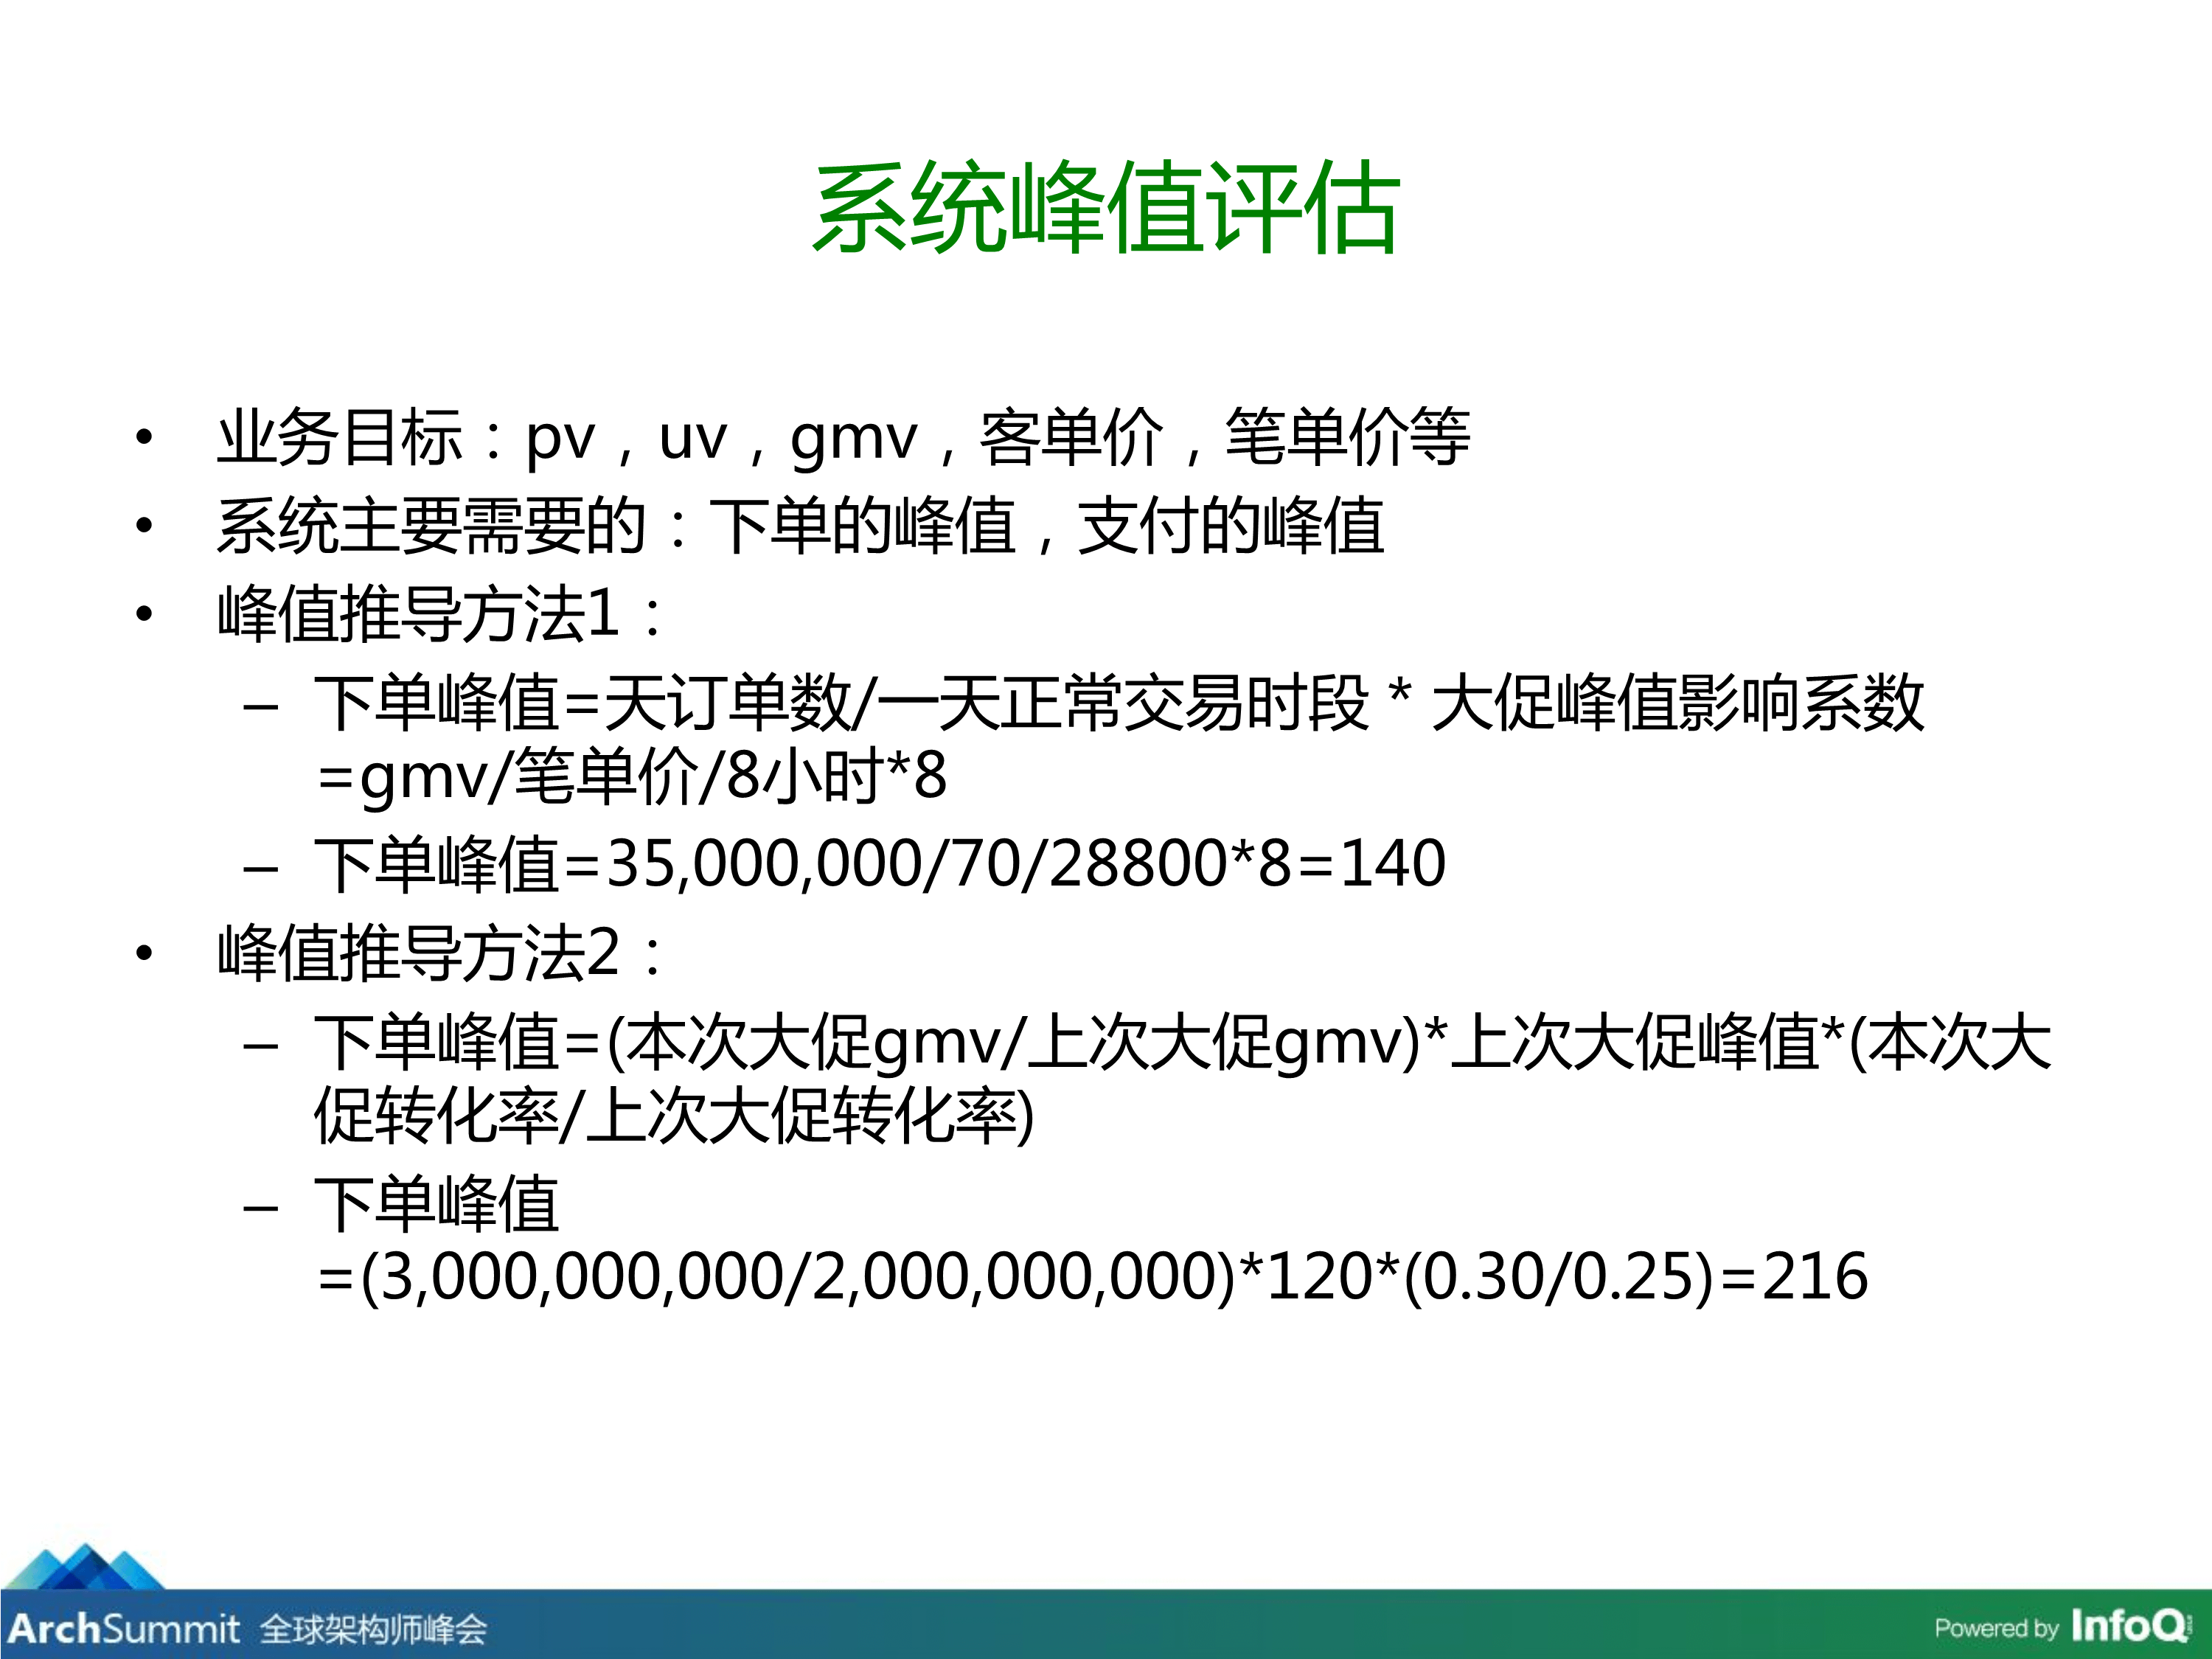 系统峰值评估
• 业务目标：pv，uv，gmv，客单价，笔单价等
• 系统主要需要的：下单的峰值，支付的峰值
• 峰值推导方法1：
– 下单峰值=天订单数/一天正常交易时段 * 大促峰值影响系数
=gmv/笔单价/8小时*8
– 下单峰值=35,000,000/70/28800*8=140
• 峰值推导方法2：
– 下单峰值=(本次大促gmv/上次大促gmv)*上次大促峰值*(本次大
促转化率/上次大促转化率)
– 下单峰值
=(3,000,000,000/2,000,000,000)*120*(0.30/0.25)=216
ArchSummit 全球架构师峰会
Powered by InfoQ